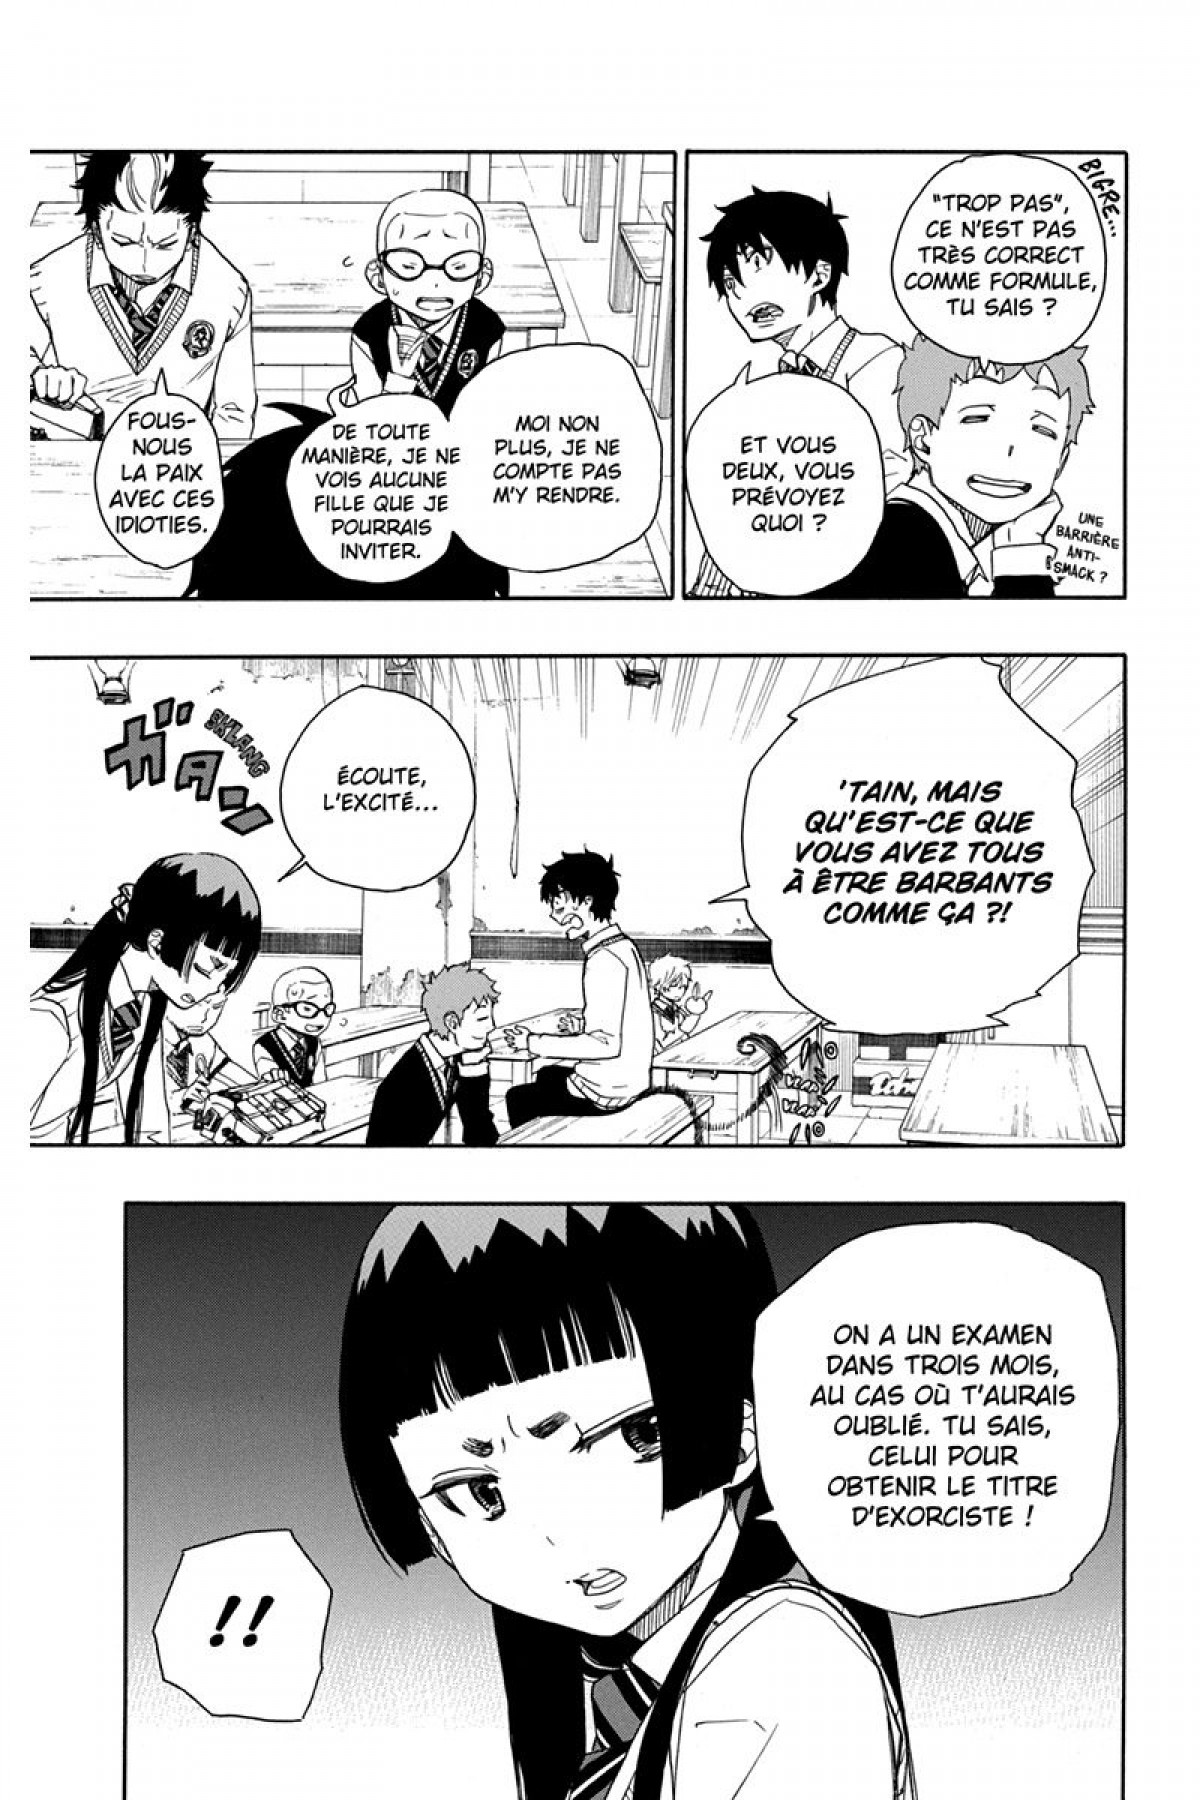 BIGRE...
"TROP PAS",
CE N'EST PAS
TRÈS CORRECT
COMME FORMULE,
TU SAIS ?
ET VOUS
DEUX, VOUS
PRÉVOYEZ
QUOI ?
UNE
BARRIÈRE
ANTI-
SMACK ?
MOI NON
PLUS, JE NE
COMPTE PAS
M'Y RENDRE.
DE TOUTE
MANIÈRE, JE NE
VOIS AUCUNE
FILLE QUE JE
POURRAIS
INVITER.
FOUS-
NOUS
LA PAIX
AVEC CES
IDIOTIES.
'TAIN, MAIS
QU'EST-CE QUE
VOUS AVEZ TOUS
À ÊTRE BARBANTS
COMME ÇA ?!
ÉCOUTE,
L'EXCITÉ...
SKLANG
ガタン
ON A UN EXAMEN
DANS TROIS MOIS,
AU CAS OÙ T'AURAIS
OUBLIÉ. TU SAIS,
CELUI POUR
OBTENIR LE TITRE
D'EXORCISTE !
!!